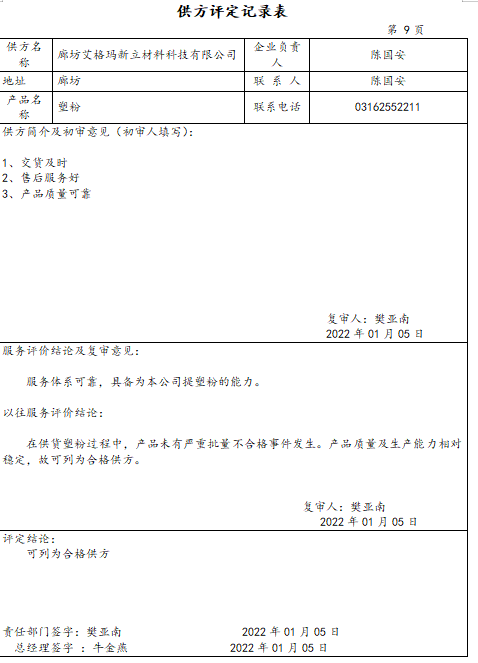 供方评定记录表
第 9 页
供方名称 廊坊艾格玛新立材料科技有限公司 企业负责人 陈国安
地址 廊坊 联 系 人 陈国安
产品名称 塑粉 联系电话 03162552211
供方简介及初审意见（初审人填写）：
1、交货及时
2、售后服务好
3、产品质量可靠
复审人：樊亚南
2022 年 01 月 05 日
服务评价结论及复审意见：
服务体系可靠，具备为本公司提塑粉的能力。
以往服务评价结论：
在供货塑粉过程中，产品未有严重批量不合格事件发生。产品质量及生产能力相对
稳定，故可列为合格供方。
复审人：樊亚南
2022 年 01 月 05 日
评定结论：
可列为合格供方
责任部门签字：樊亚南 2022 年 01 月 05 日
总经理签字 ：牛金燕 2022 年 01 月 05 日